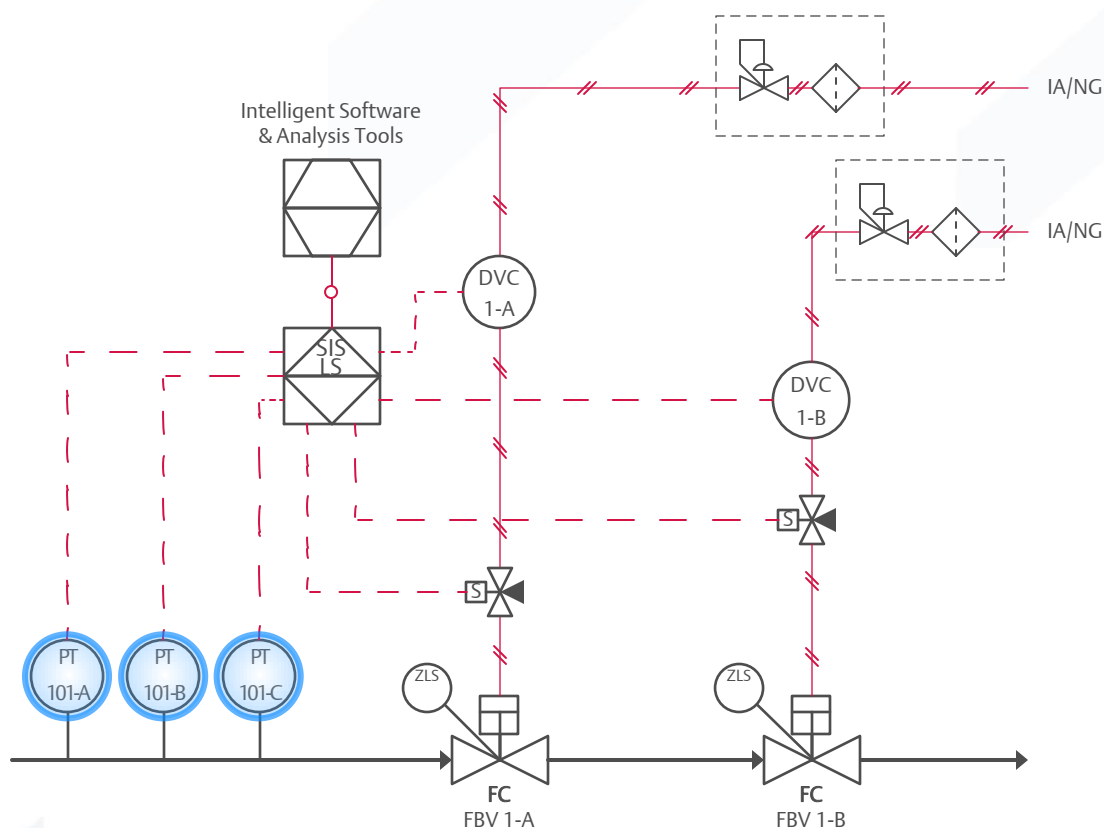 IA/NG
Intelligent Software
& Analysis Tools
IA/NG
DVC
1-A
SIS
LS
DVC
1-B
S
S
PT
101-A
PT
101-B
PT
101-C
ZLS
ZLS
FC
FBV 1-A
FC
FBV 1-B